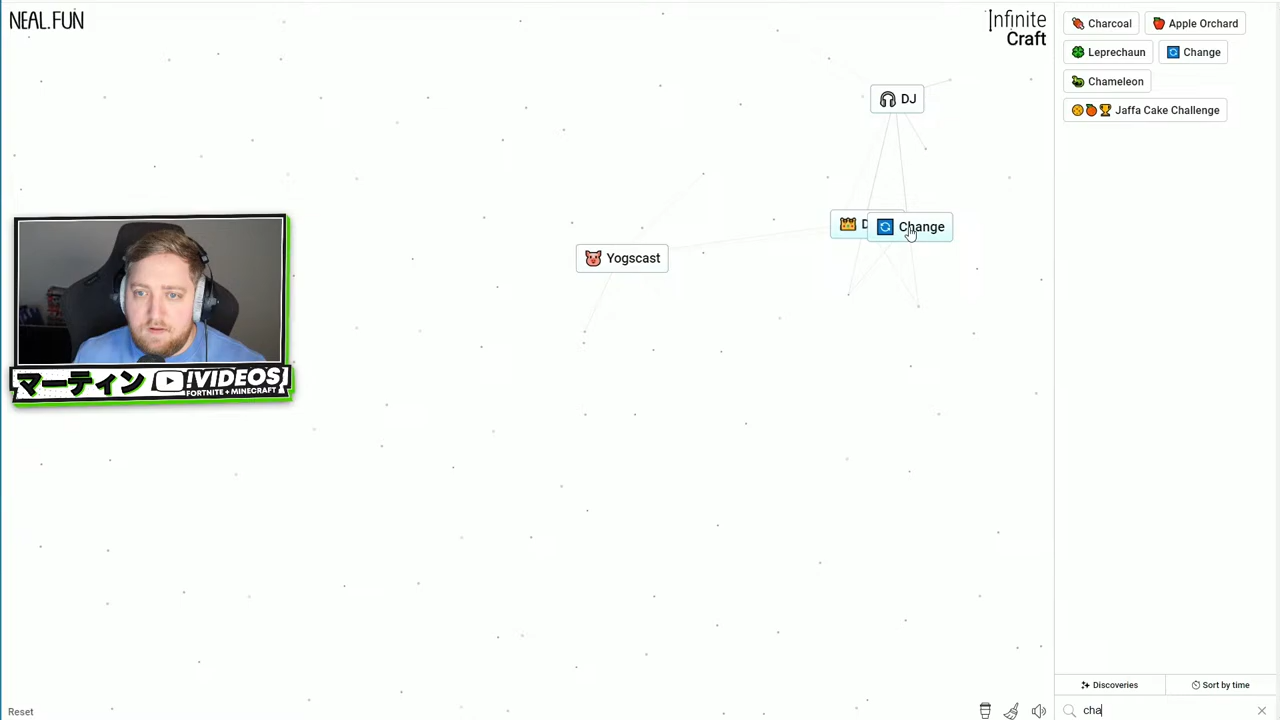 NEAL.FUN
Infinite
Craft
Charcoal
Apple Orchard
Leprechaun
Change
Chameleon
Jaffa Cake Challenge
DJ
D
Change
Yogscast
マーティン
!VIDEOS
FORTNITE + MINECRAFT
Discoveries
Sort by time
Reset
cha